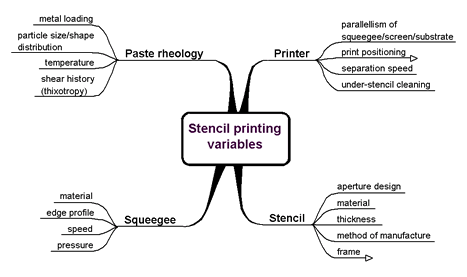 metal loading
particle size/shape
distribution
temperature
shear history
(thixotropy)
Paste rheology
Printer
parallellism of
squeegee/screen/substrate
print positioning
separation speed
under-stencil cleaning
Stencil printing
variables
material
edge profile
speed
pressure
Squeegee
Stencil
aperture design
material
thickness
method of manufacture
frame